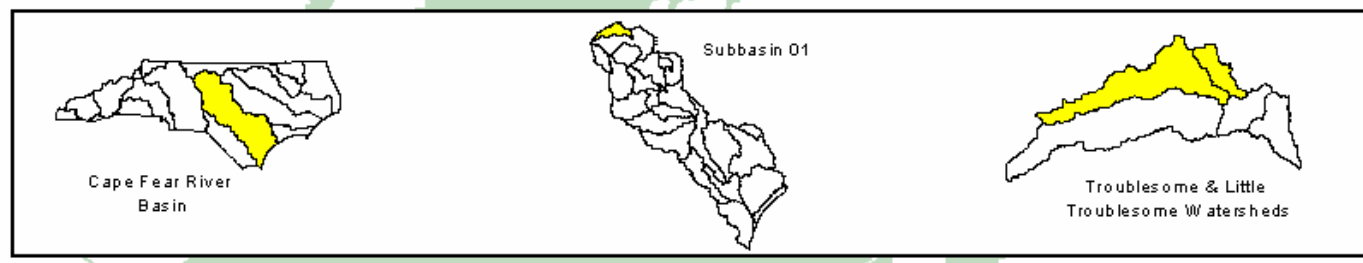 Cape Fear River
Basin
Subbasin 01
Troublesome & Little
Troublesome Watersheds